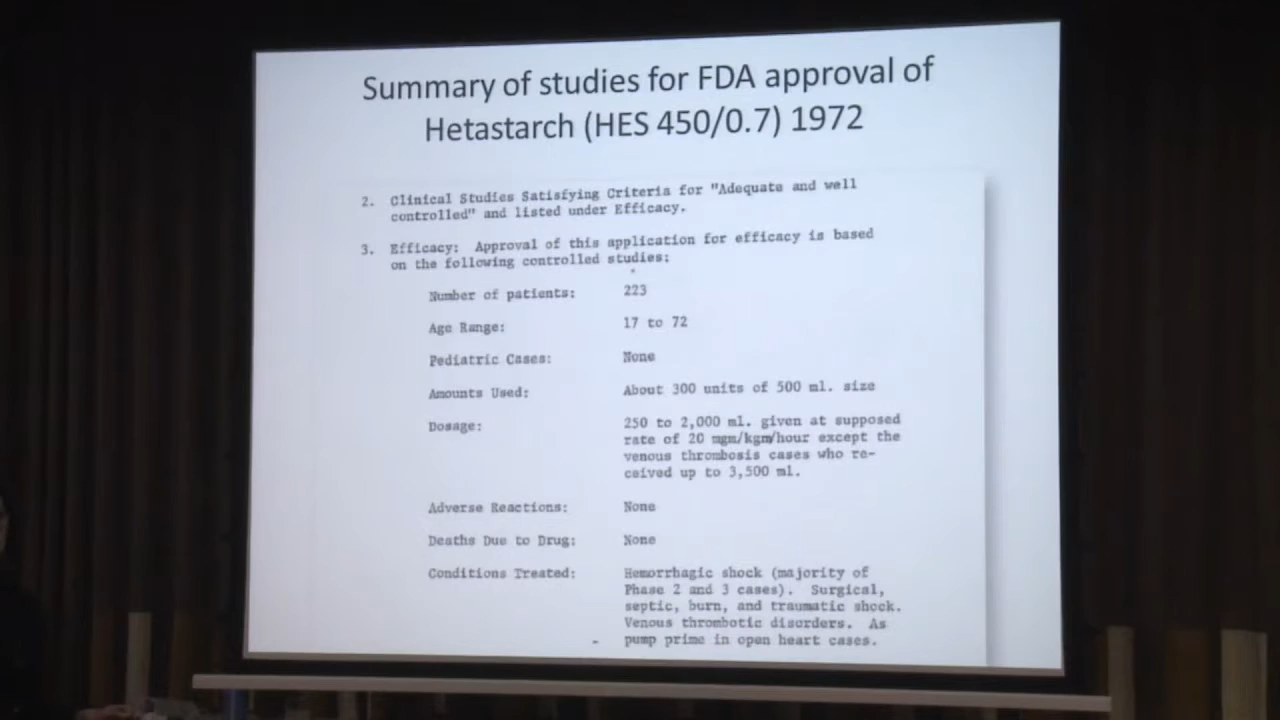 Summary of studies for FDA approval of
Hetastarch (HES 450/0.7) 1972
2. Clinical Studies Satisfying Criteria for "Adequate and well
controlled" and listed under Efficacy.
3. Efficacy: Approval of this application for efficacy is based
on the following controlled studies:
Number of patients: 223
Age Range: 17 to 72
Pediatric Cases: None
Amounts Used: About 300 units of 500 ml. size
Dosage: 250 to 2,000 ml. given at supposed
rate of 20 mgm/kgm/hour except the
venous thrombosis cases who re-
ceived up to 3,500 ml.
Adverse Reactions: None
Deaths Due to Drug: None
Conditions Treated: Hemorrhagic shock (majority of
Phase 2 and 3 cases). Surgical,
septic, burn, and traumatic shock.
Venous thrombotic disorders. As
pump prime in open heart cases.